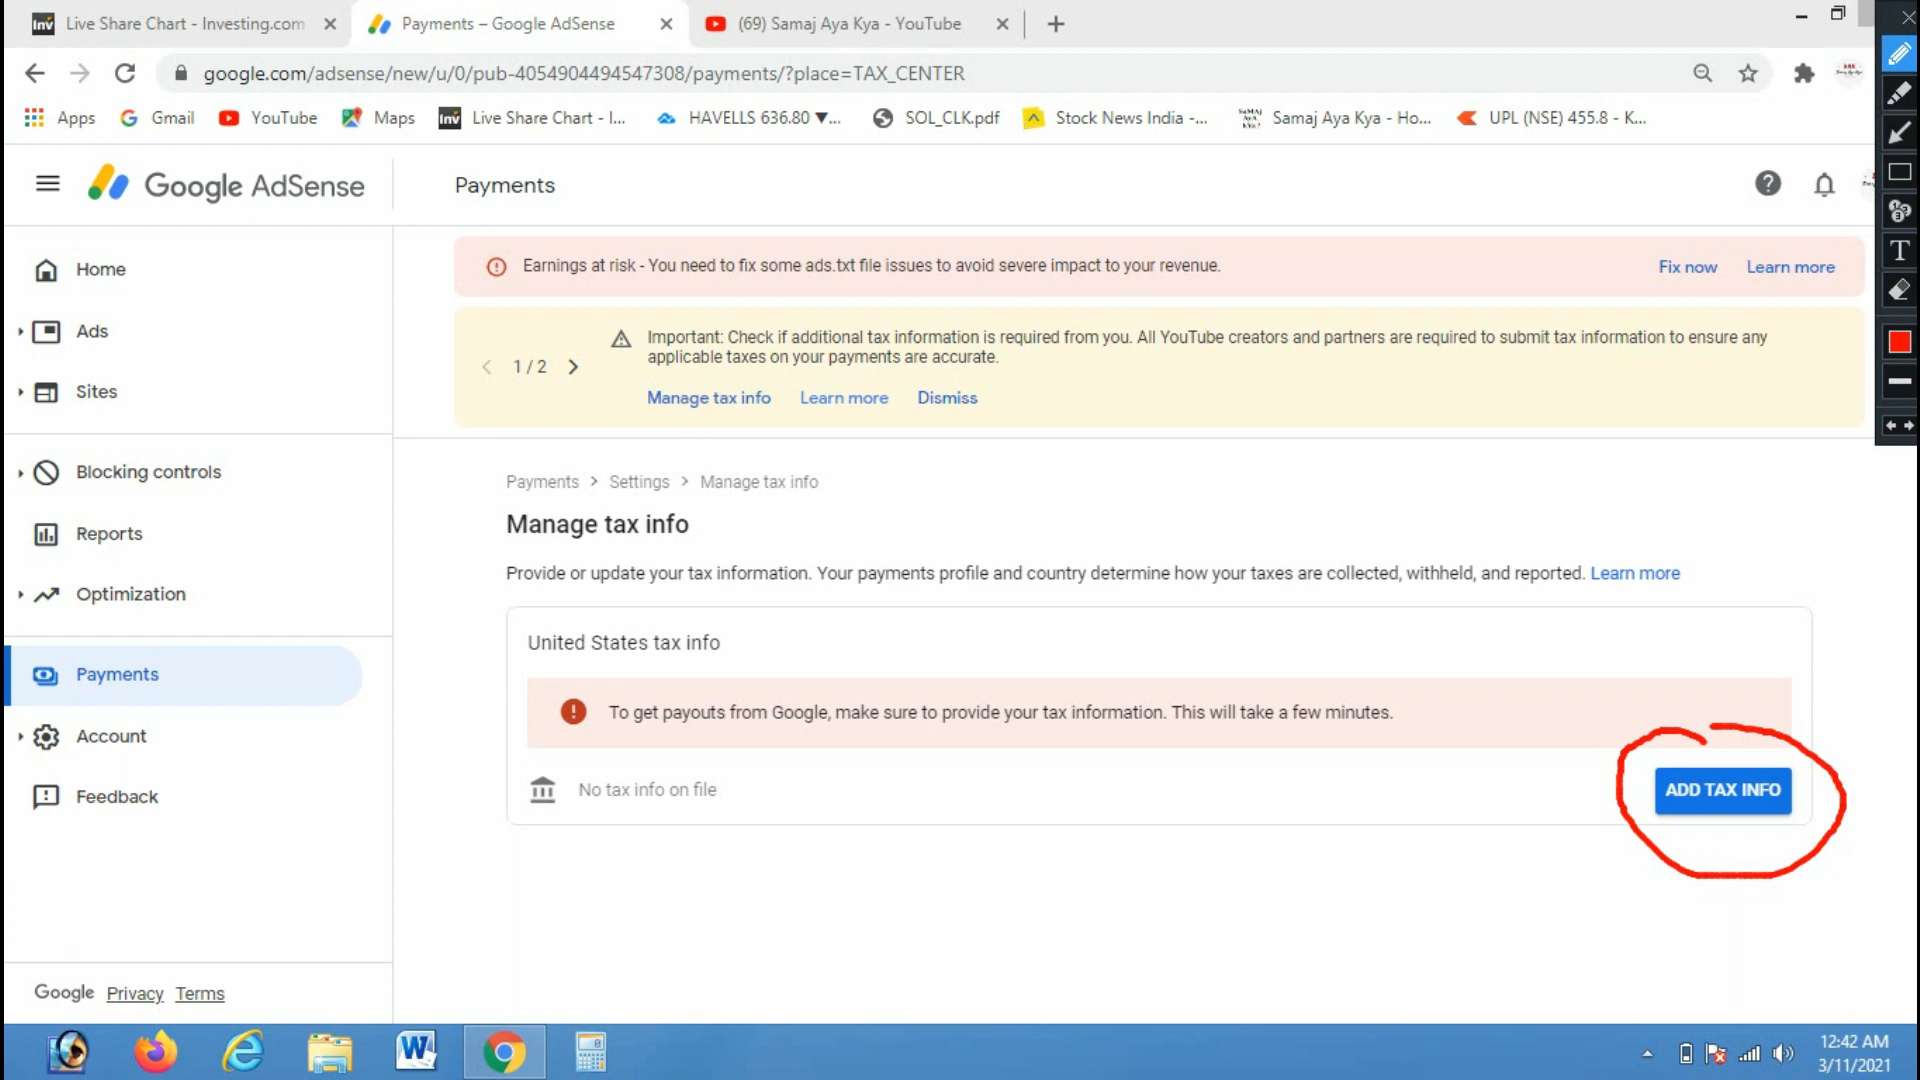 Live Share Chart - Investing.com
Payments – Google AdSense
(69) Samaj Aya Kya - YouTube
google.com/adsense/new/u/0/pub-4054904494547308/payments/?place=TAX_CENTER
Apps
Gmail
YouTube
Maps
Inv Live Share Chart - I...
HAVELLS 636.80 ▼...
SOL_CLK.pdf
Stock News India -...
Samaj Aya Kya - Ho...
UPL (NSE) 455.8 - K...
Google AdSense
Payments
Home
Ads
Sites
Blocking controls
Reports
Optimization
Payments
Account
Feedback
Google Privacy Terms
Earnings at risk - You need to fix some ads.txt file issues to avoid severe impact to your revenue.
Fix now Learn more
1 / 2
Important: Check if additional tax information is required from you. All YouTube creators and partners are required to submit tax information to ensure any
applicable taxes on your payments are accurate.
Manage tax info Learn more Dismiss
Payments > Settings > Manage tax info
Manage tax info
Provide or update your tax information. Your payments profile and country determine how your taxes are collected, withheld, and reported. Learn more
United States tax info
To get payouts from Google, make sure to provide your tax information. This will take a few minutes.
No tax info on file
ADD TAX INFO
12:42 AM
3/11/2021